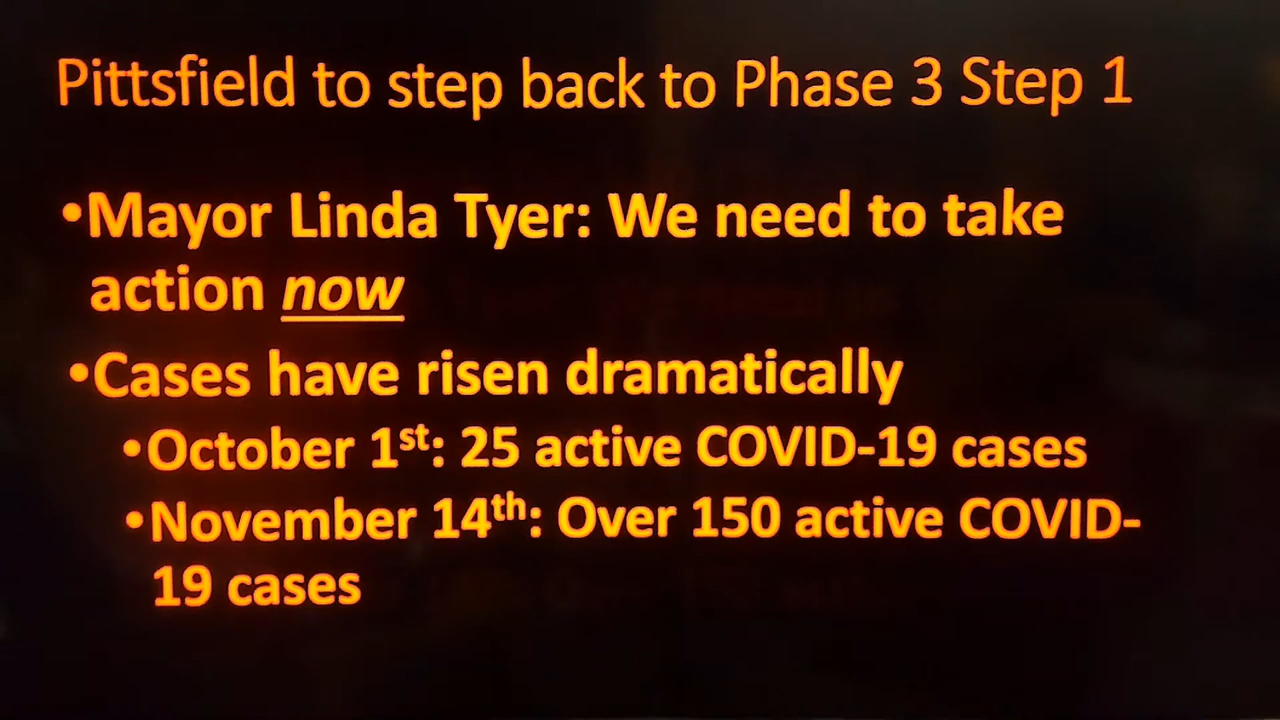 Pittsfield to step back to Phase 3 Step 1
•Mayor Linda Tyer: We need to take
action now
•Cases have risen dramatically
•October 1st: 25 active COVID-19 cases
•November 14th: Over 150 active COVID-
19 cases